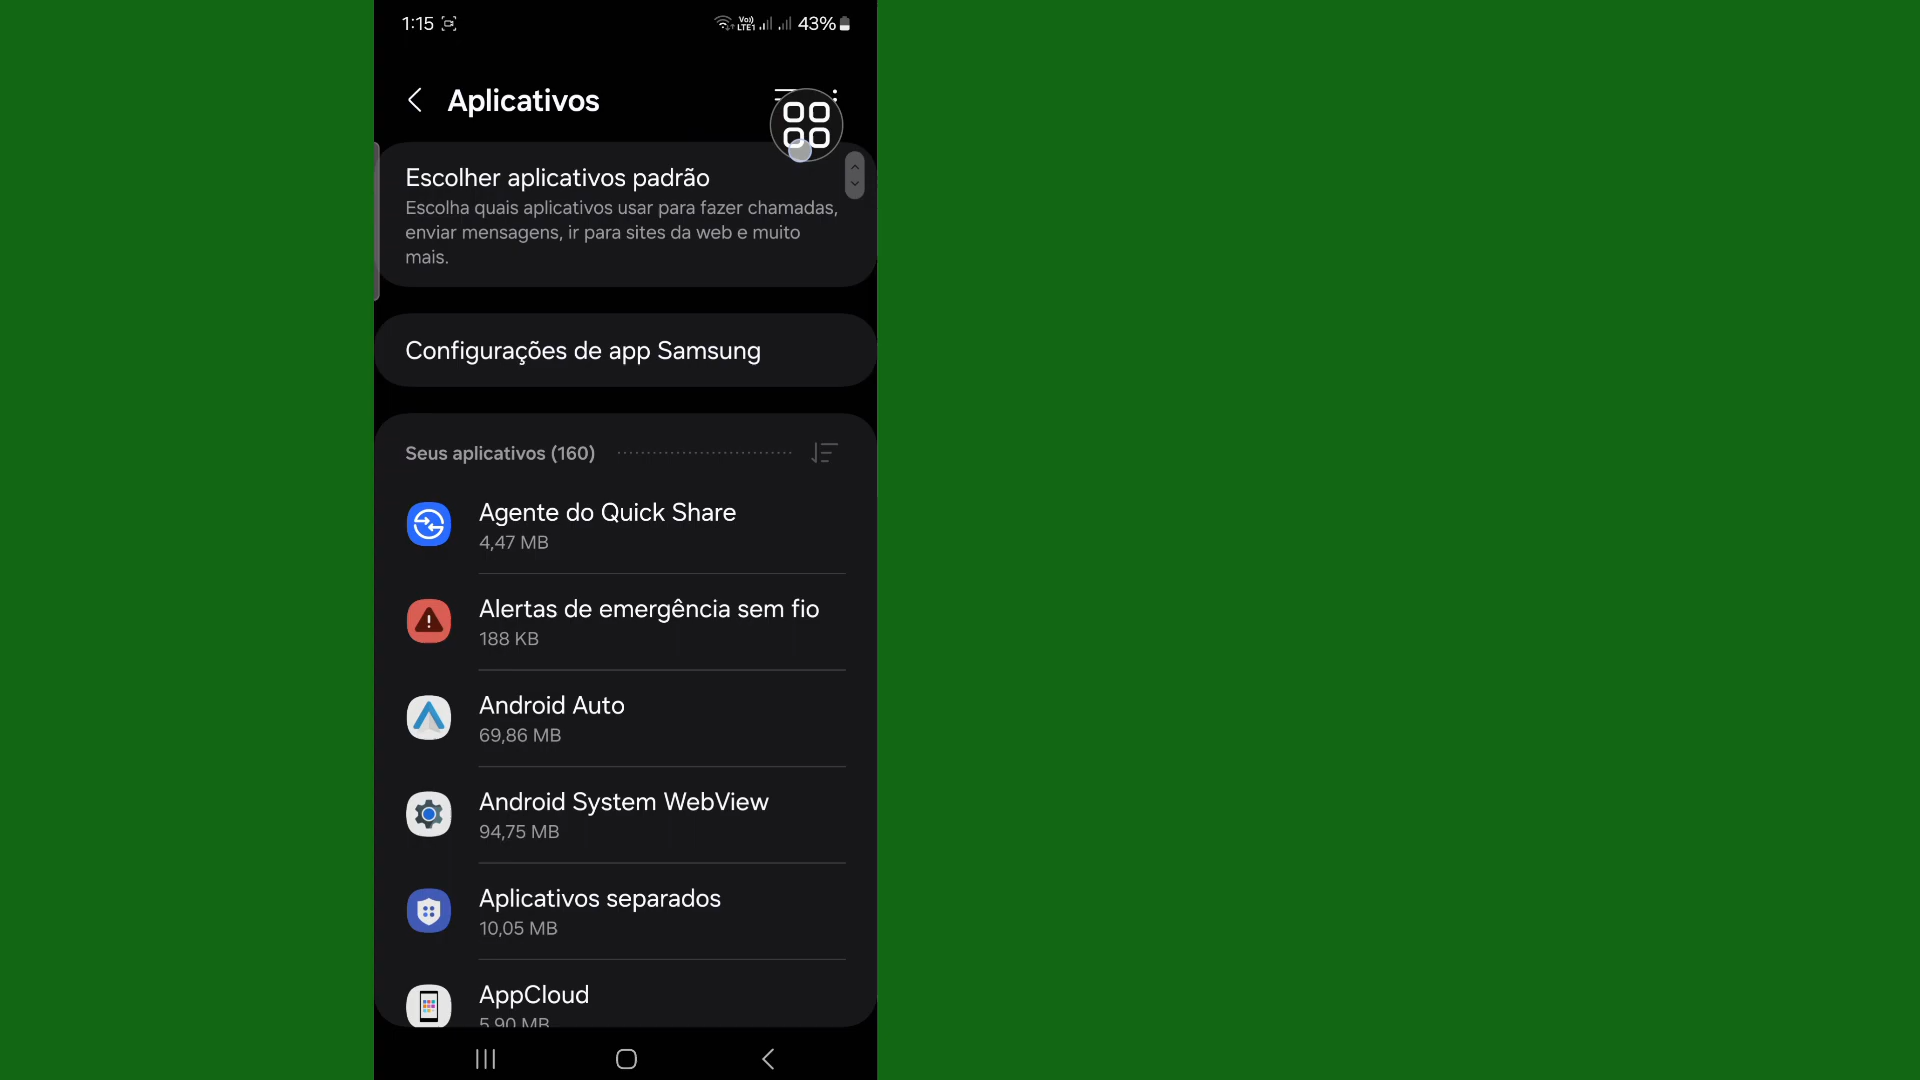 1:15
Vo)) LTE1 43%
Aplicativos
Escolher aplicativos padrão
Escolha quais aplicativos usar para fazer chamadas,
enviar mensagens, ir para sites da web e muito
mais.
Configurações de app Samsung
Seus aplicativos (160)
Agente do Quick Share
4,47 MB
Alertas de emergência sem fio
188 KB
Android Auto
69,86 MB
Android System WebView
94,75 MB
Aplicativos separados
10,05 MB
AppCloud
5,90 MB